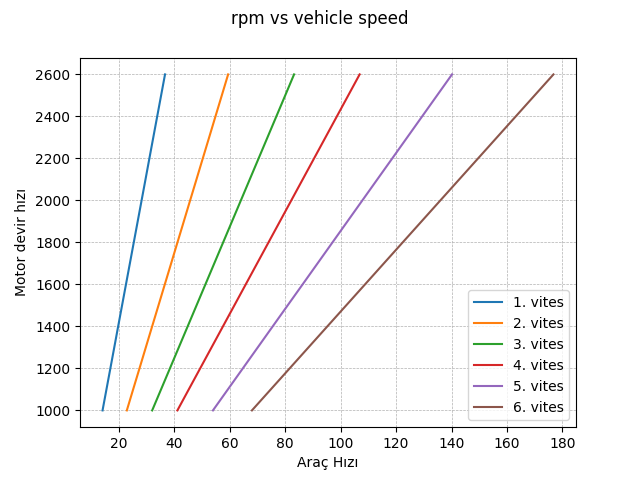 rpm vs vehicle speed
2600
2400
2200
2000
1800
1600
1400
1200
1000
Motor devir hızı
1. vites
2. vites
3. vites
4. vites
5. vites
6. vites
20 40 60 80 100 120 140 160 180
Araç Hızı